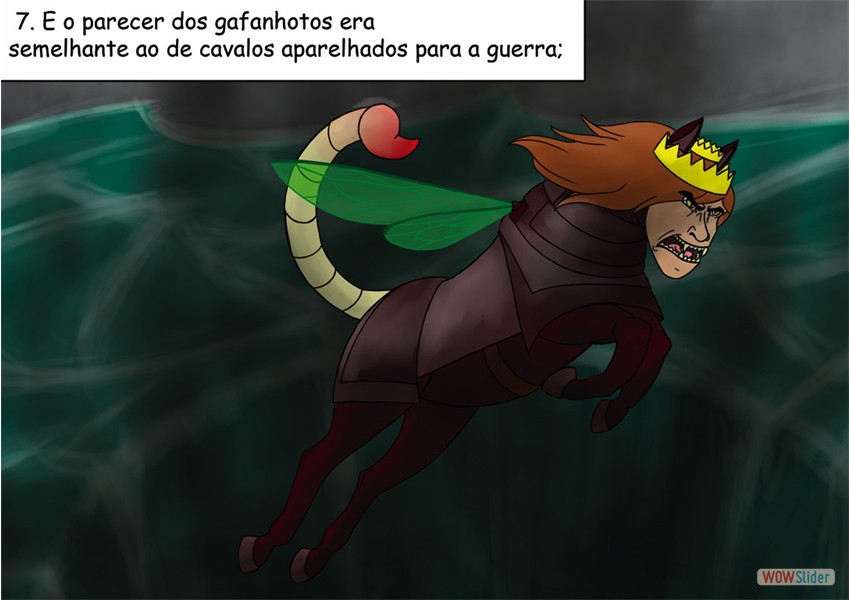 7. E o parecer dos gafanhotos era
semelhante ao de cavalos aparelhados para a guerra;
WOWSlider